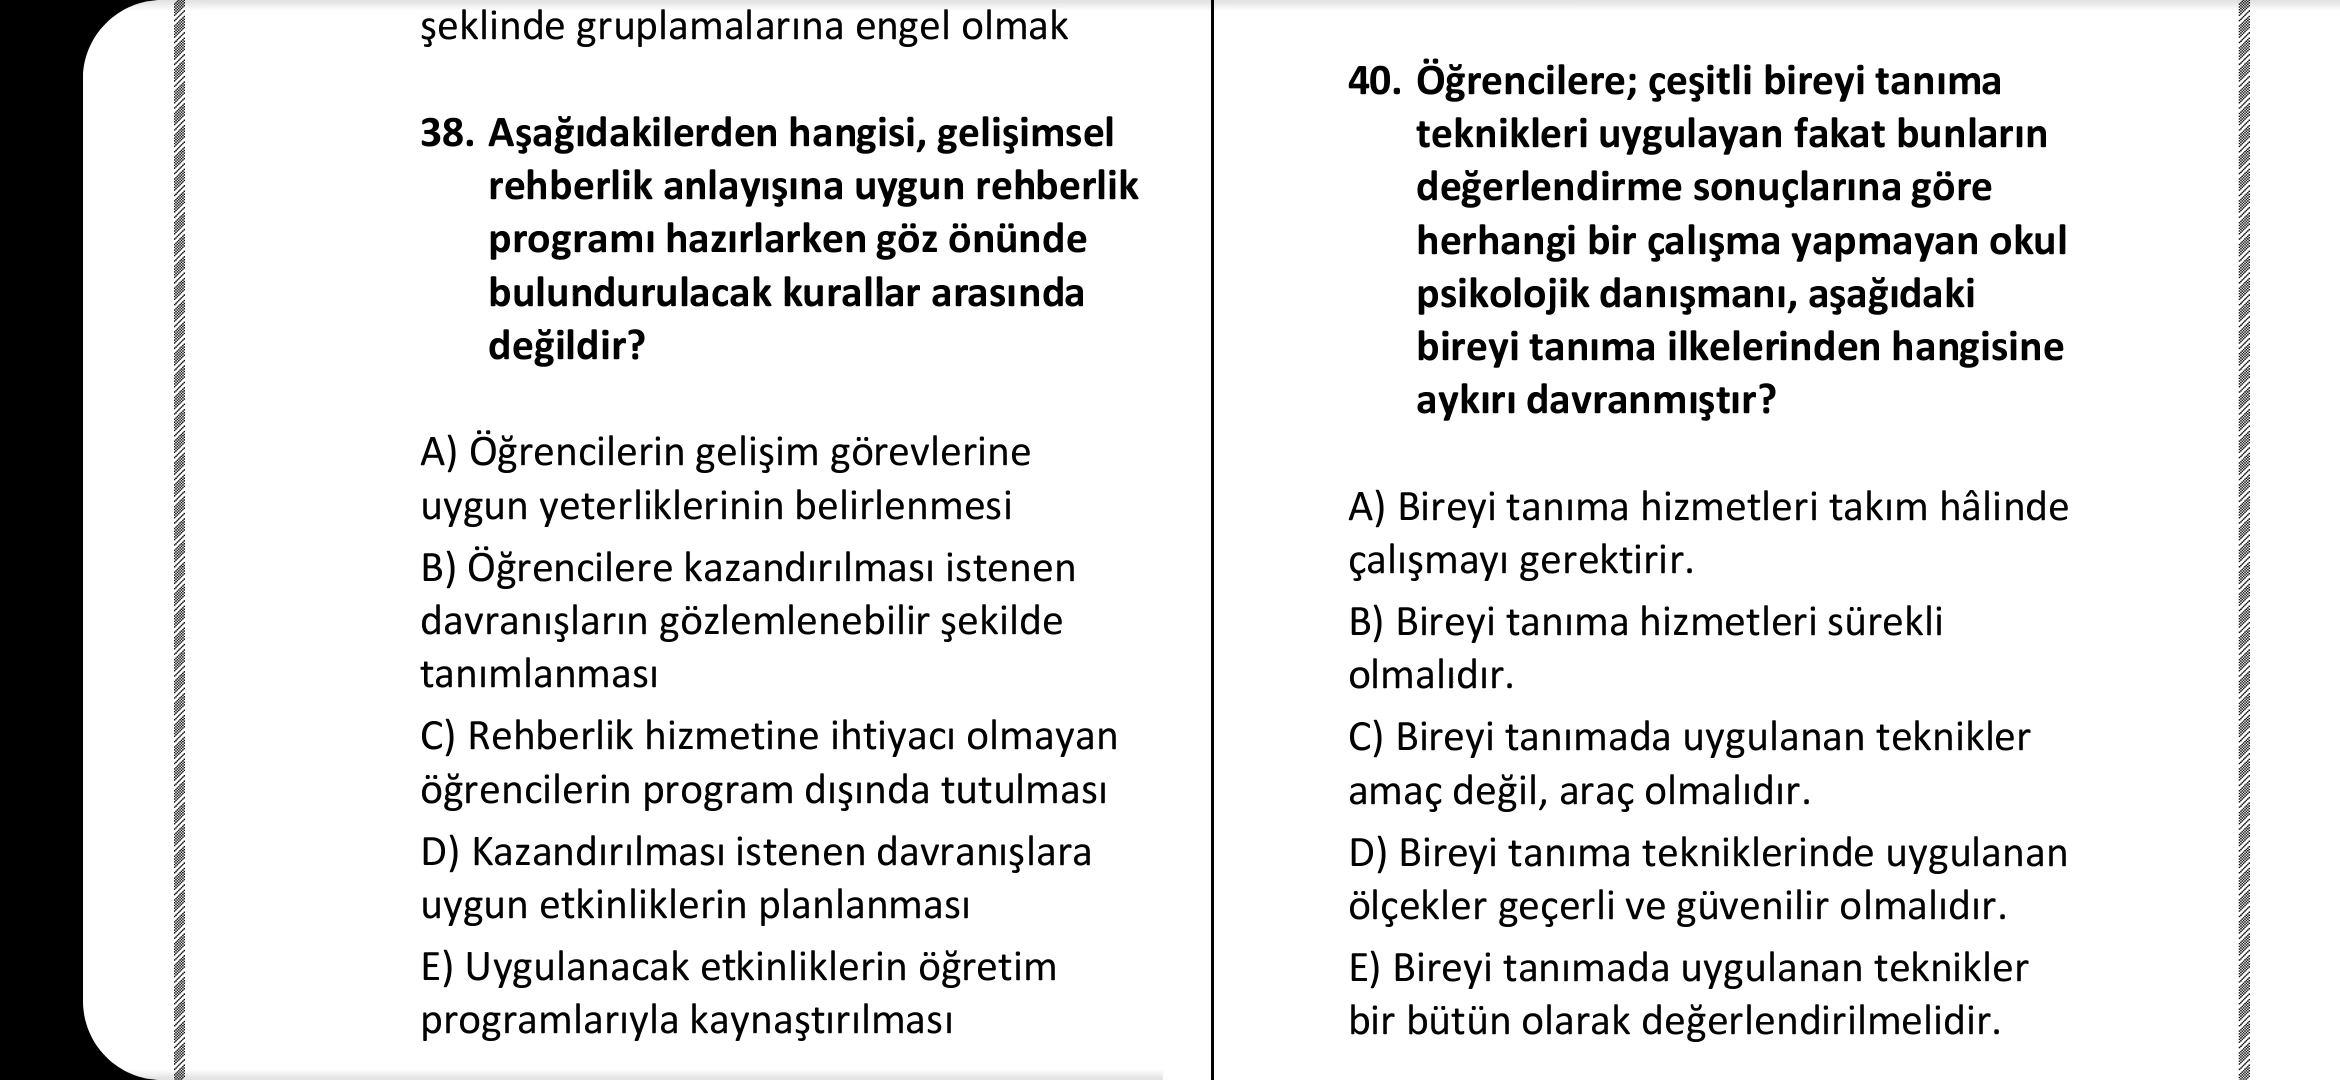 şeklinde gruplamalarına engel olmak
38. Aşağıdakilerden hangisi, gelişimsel
rehberlik anlayışına uygun rehberlik
programı hazırlarken göz önünde
bulundurulacak kurallar arasında
değildir?
A) Öğrencilerin gelişim görevlerine
uygun yeterliklerinin belirlenmesi
B) Öğrencilere kazandırılması istenen
davranışların gözlemlenebilir şekilde
tanımlanması
C) Rehberlik hizmetine ihtiyacı olmayan
öğrencilerin program dışında tutulması
D) Kazandırılması istenen davranışlara
uygun etkinliklerin planlanması
E) Uygulanacak etkinliklerin öğretim
programlarıyla kaynaştırılması
40. Öğrencilere; çeşitli bireyi tanıma
teknikleri uygulayan fakat bunların
değerlendirme sonuçlarına göre
herhangi bir çalışma yapmayan okul
psikolojik danışmanı, aşağıdaki
bireyi tanıma ilkelerinden hangisine
aykırı davranmıştır?
A) Bireyi tanıma hizmetleri takım hâlinde
çalışmayı gerektirir.
B) Bireyi tanıma hizmetleri sürekli
olmalıdır.
C) Bireyi tanımada uygulanan teknikler
amaç değil, araç olmalıdır.
D) Bireyi tanıma tekniklerinde uygulanan
ölçekler geçerli ve güvenilir olmalıdır.
E) Bireyi tanımada uygulanan teknikler
bir bütün olarak değerlendirilmelidir.